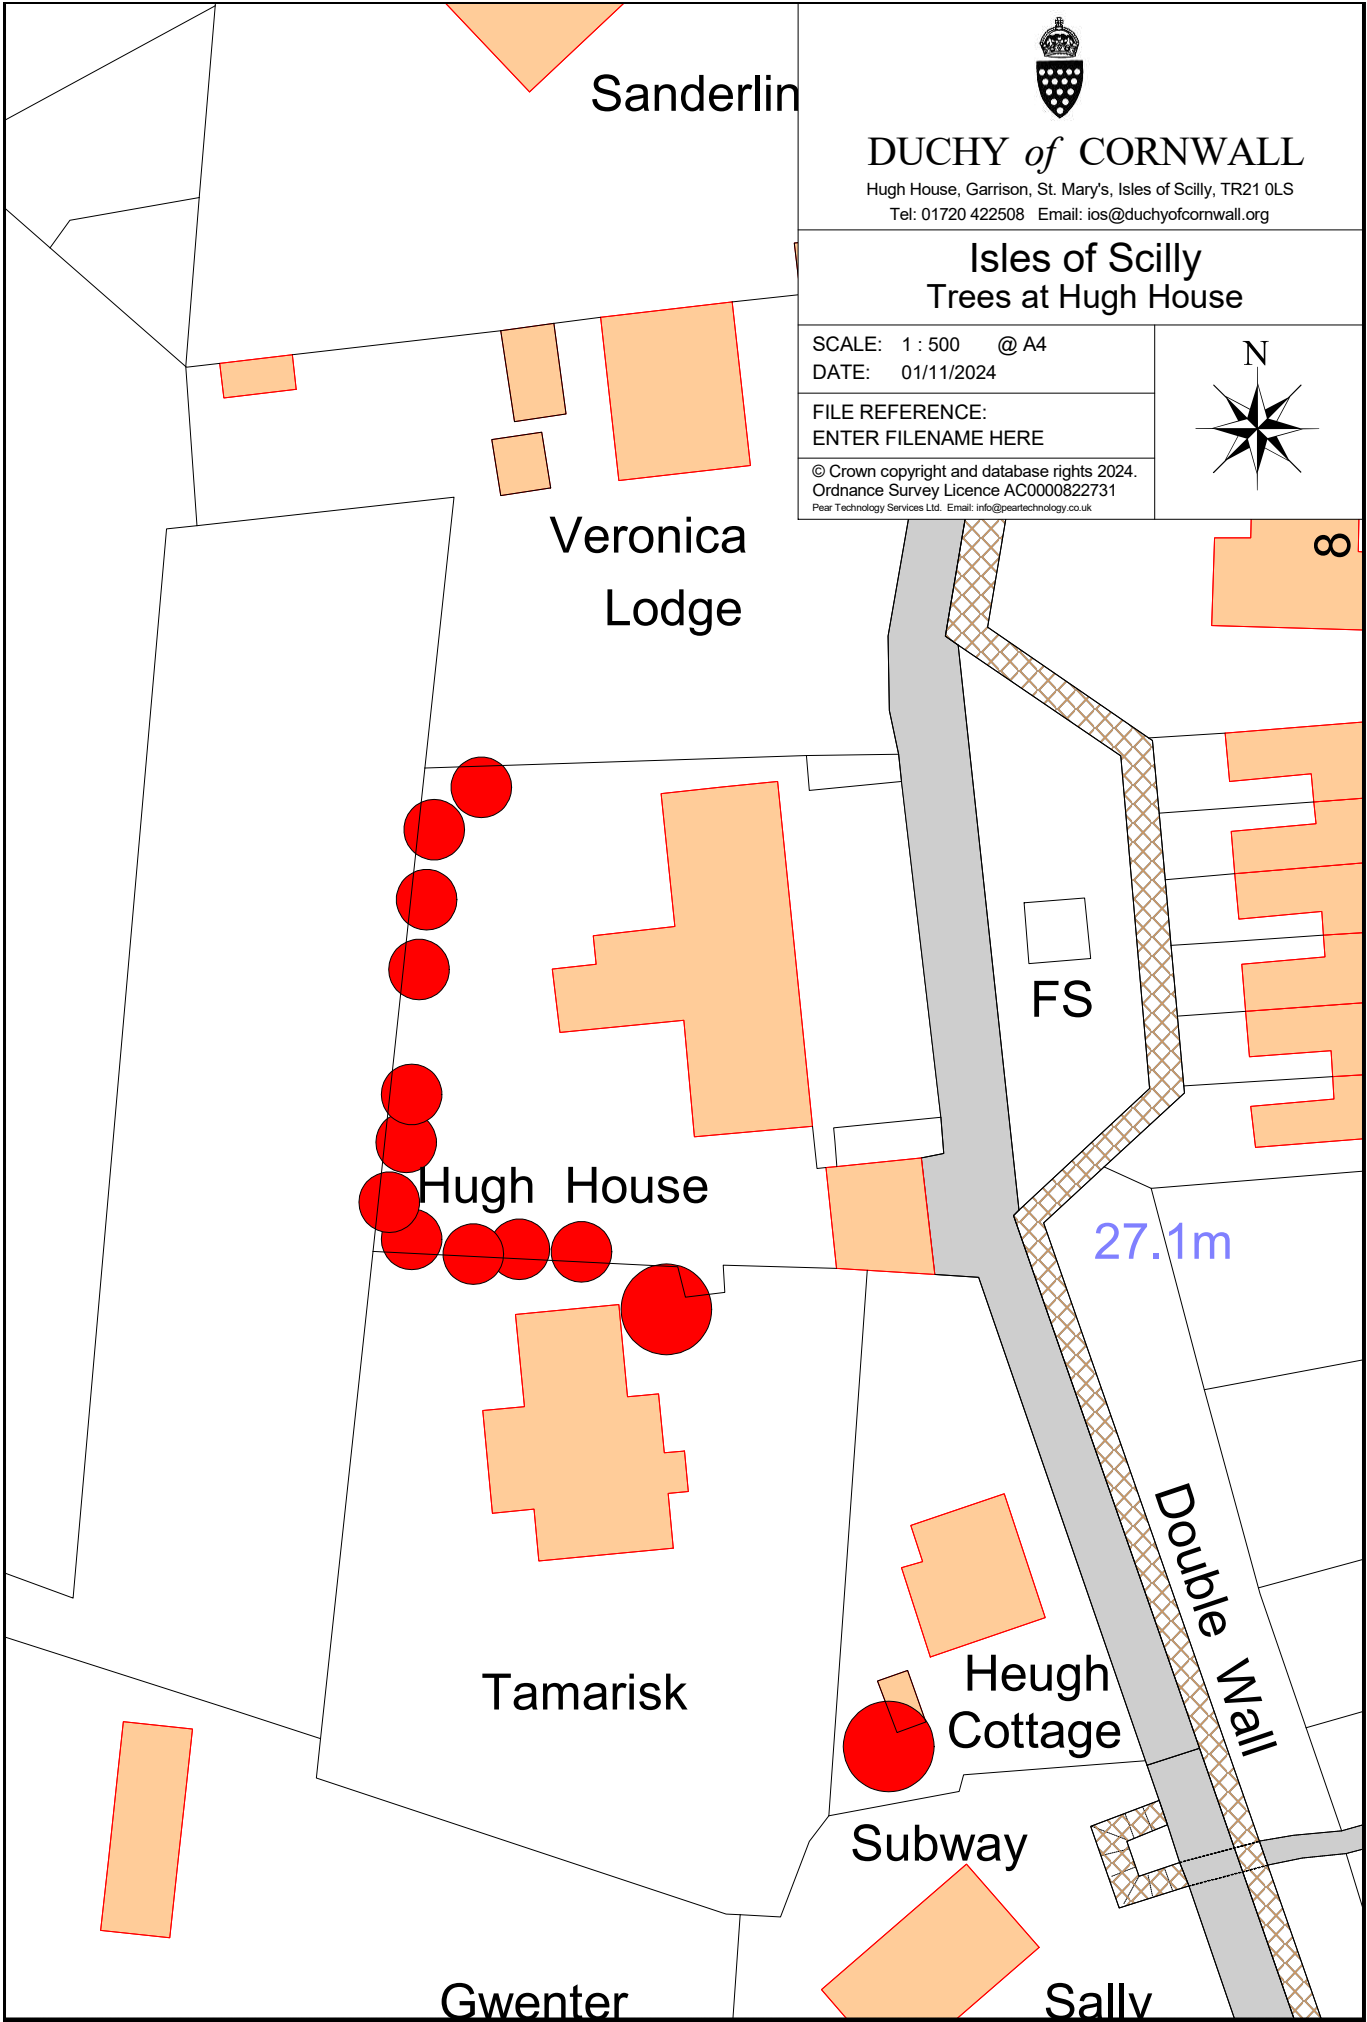 Sanderlin
DUCHY of CORNWALL
Hugh House, Garrison, St. Mary's, Isles of Scilly, TR21 0LS
Tel: 01720 422508 Email: ios@duchyofcornwall.org
Isles of Scilly
Trees at Hugh House
SCALE: 1 : 500 @ A4
DATE: 01/11/2024
N
FILE REFERENCE:
ENTER FILENAME HERE
© Crown copyright and database rights 2024.
Ordnance Survey Licence AC0000822731
Pear Technology Services Ltd. Email: info@peartechnology.co.uk
Veronica
Lodge
8
FS
Hugh House
27.1m
Double Wall
Tamarisk
Heugh
Cottage
Subway
Gwenter
Sally